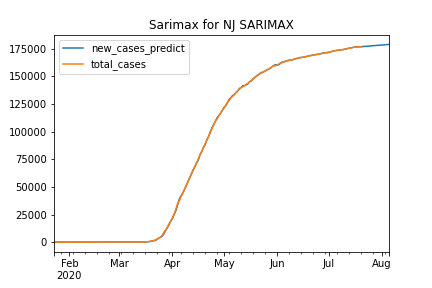 Sarimax for NJ SARIMAX
new_cases_predict
total_cases
175000
150000
125000
100000
75000
50000
25000
0
Feb Mar Apr May Jun Jul Aug
2020